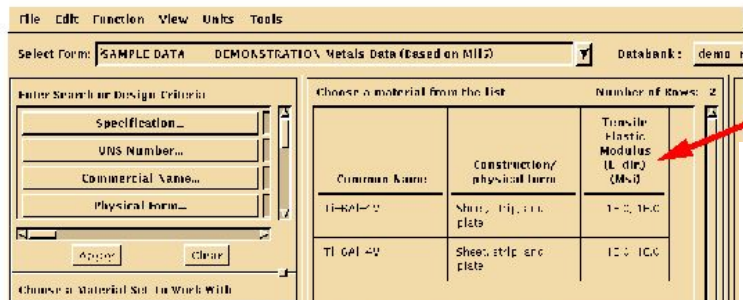 File Edit Function View Units Tools
Select Form: SAMPLE DATA DEMONSTRATION Metals Data (Based on Mil5) Databank: demo
Enter Search or Design Criteria
Specification...
UNS Number...
Commercial Name...
Physical Form...
Apply Clear
Choose a Material Set to Work With
Choose a material from the list Number of Rows: 2
Common Name
Construction/
physical form
Tensile
Elastic
Modulus
(L dir.)
(Msi)
Ti-6Al-4V Sheet, strip, and
plate
Ti-6Al-4V Sheet, strip, and
plate